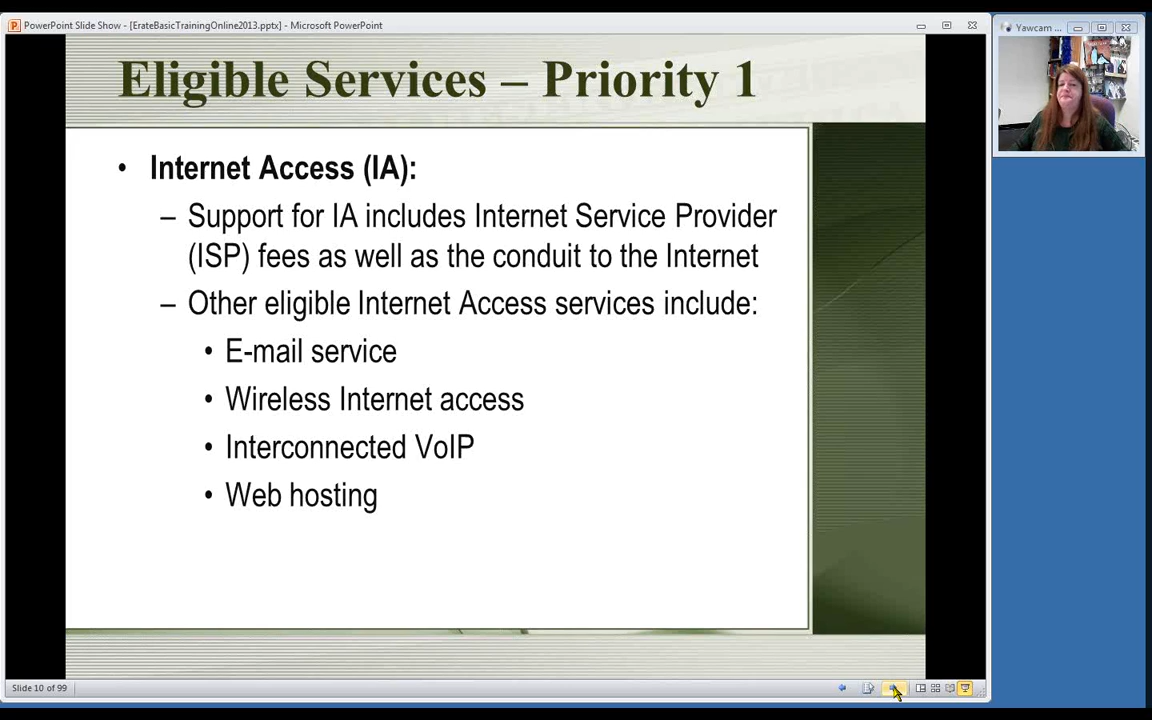 PowerPoint Slide Show - [ErateBasicTrainingOnline2013.pptx] - Microsoft PowerPoint
Yawcam ...
Eligible Services – Priority 1
• Internet Access (IA):
– Support for IA includes Internet Service Provider
(ISP) fees as well as the conduit to the Internet
– Other eligible Internet Access services include:
• E-mail service
• Wireless Internet access
• Interconnected VoIP
• Web hosting
Slide 10 of 99